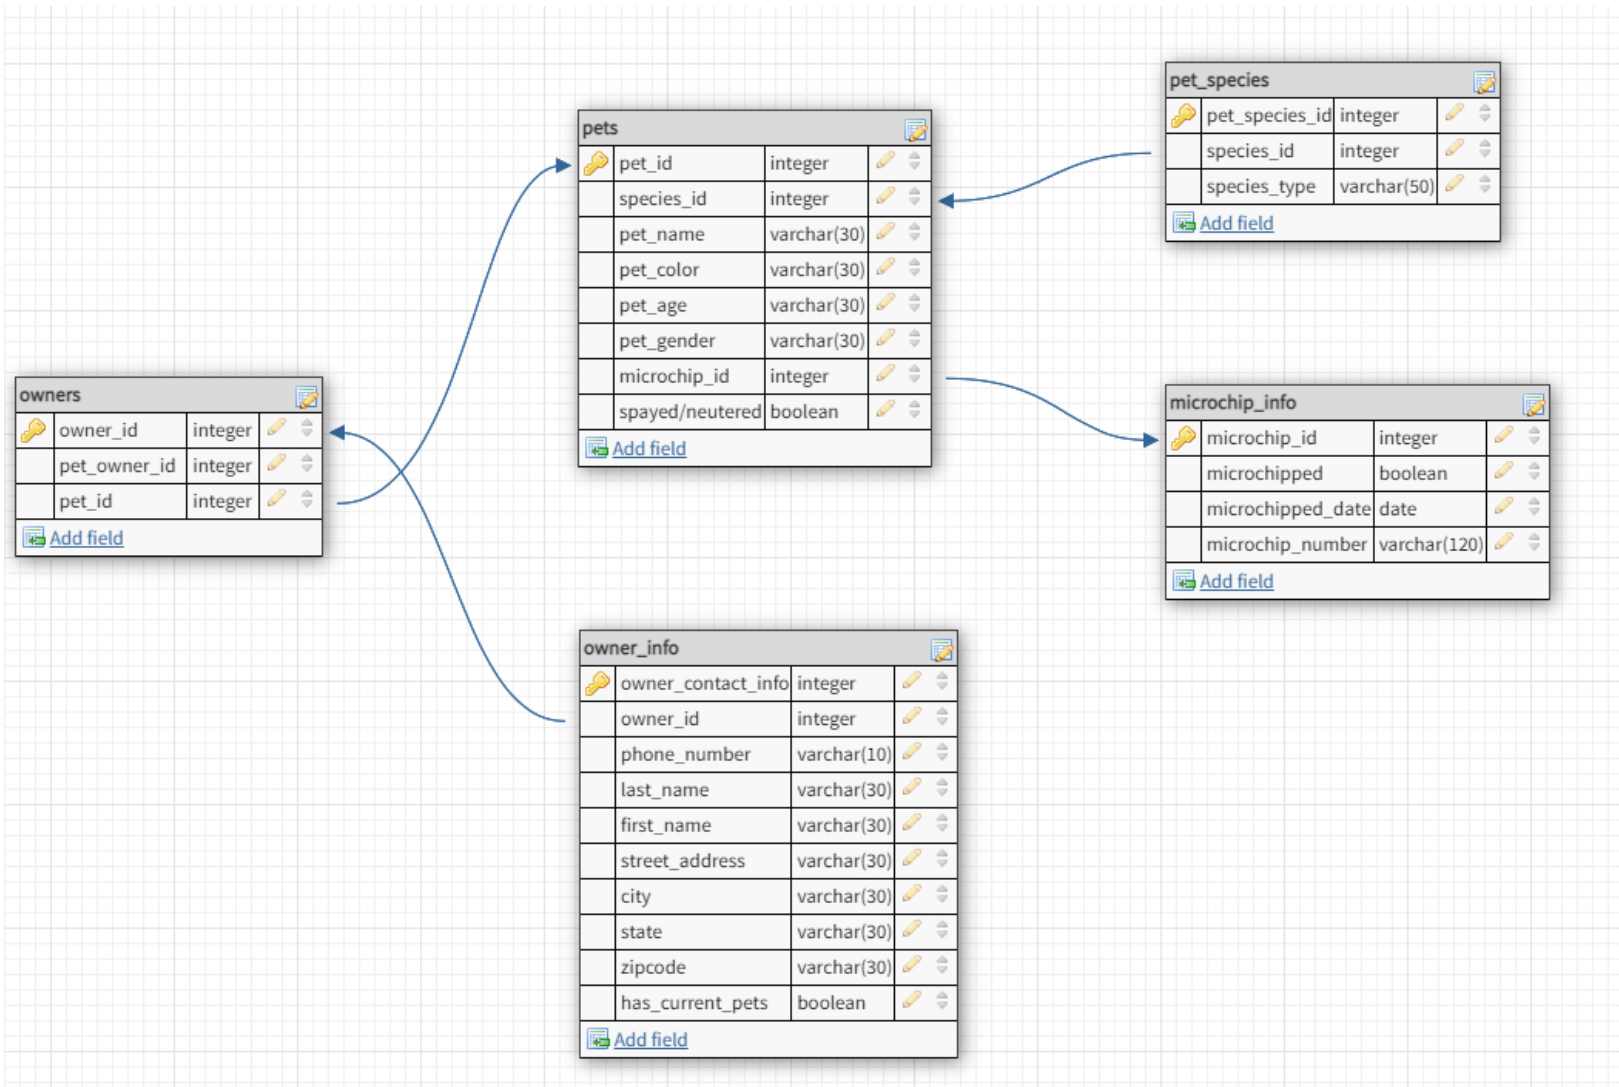 pet_species
pet_species_id integer
species_id integer
species_type varchar(50)
Add field
pets
pet_id integer
species_id integer
pet_name varchar(30)
pet_color varchar(30)
pet_age varchar(30)
pet_gender varchar(30)
microchip_id integer
spayed/neutered boolean
Add field
owners
owner_id integer
pet_owner_id integer
pet_id integer
Add field
microchip_info
microchip_id integer
microchipped boolean
microchipped_date date
microchip_number varchar(120)
Add field
owner_info
owner_contact_info integer
owner_id integer
phone_number varchar(10)
last_name varchar(30)
first_name varchar(30)
street_address varchar(30)
city varchar(30)
state varchar(30)
zipcode varchar(30)
has_current_pets boolean
Add field